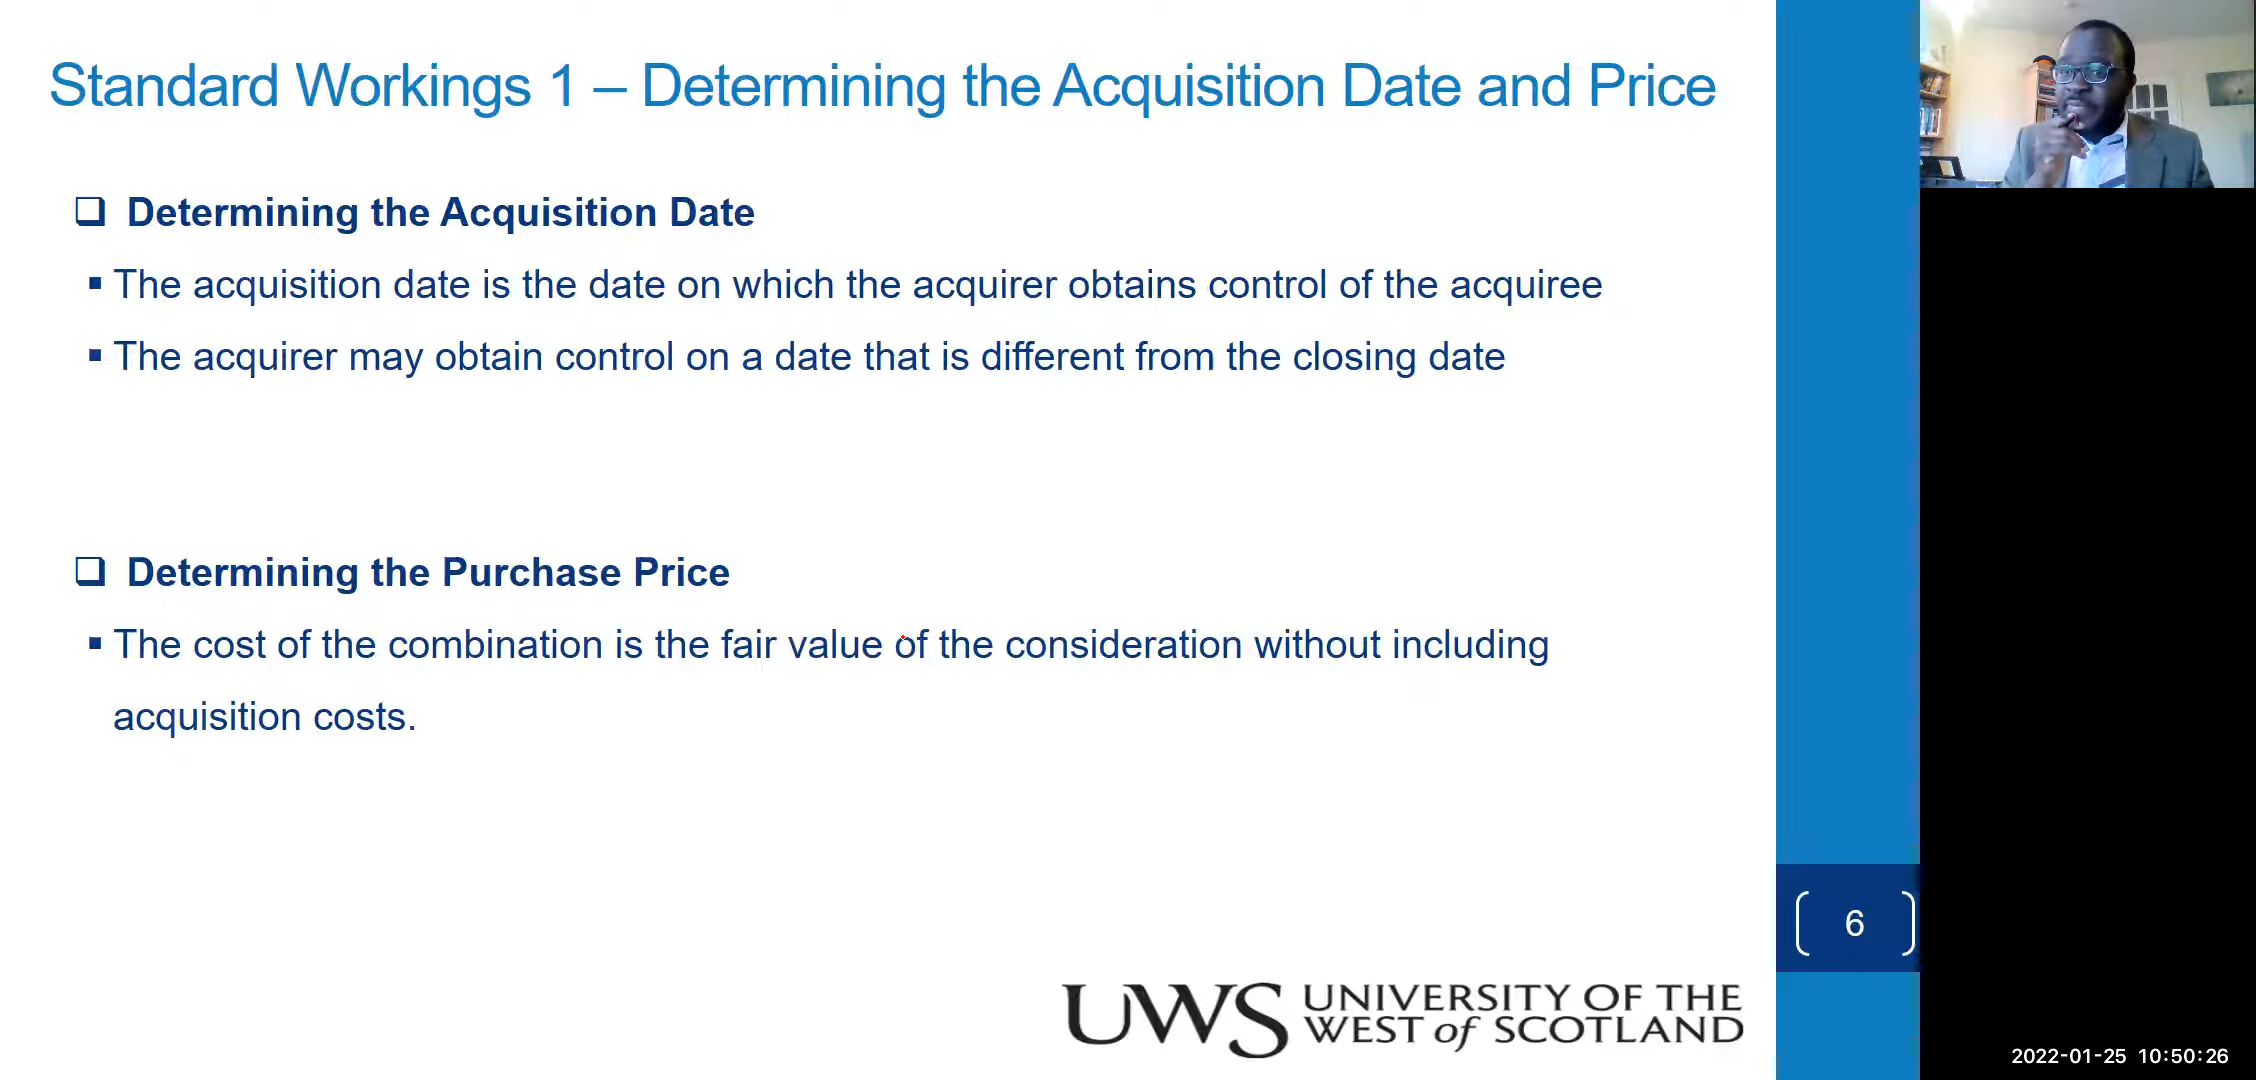 Standard Workings 1 – Determining the Acquisition Date and Price
❑ Determining the Acquisition Date
▪ The acquisition date is the date on which the acquirer obtains control of the acquiree
▪ The acquirer may obtain control on a date that is different from the closing date
❑ Determining the Purchase Price
▪ The cost of the combination is the fair value of the consideration without including
acquisition costs.
6
UWS UNIVERSITY OF THE
WEST of SCOTLAND
2022-01-25 10:50:26